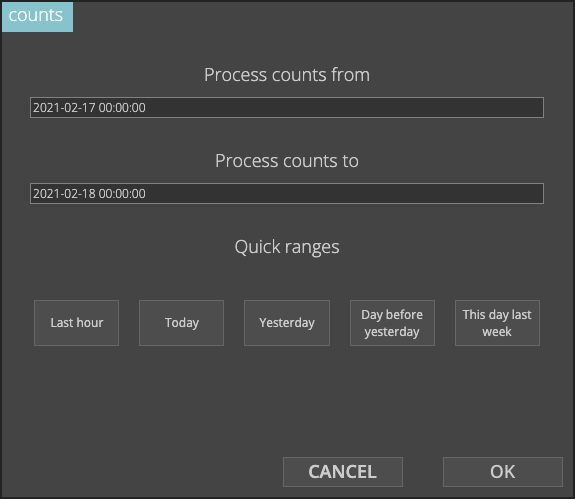 counts
Process counts from
2021-02-17 00:00:00
Process counts to
2021-02-18 00:00:00
Quick ranges
Last hour
Today
Yesterday
Day before
yesterday
This day last
week
CANCEL
OK